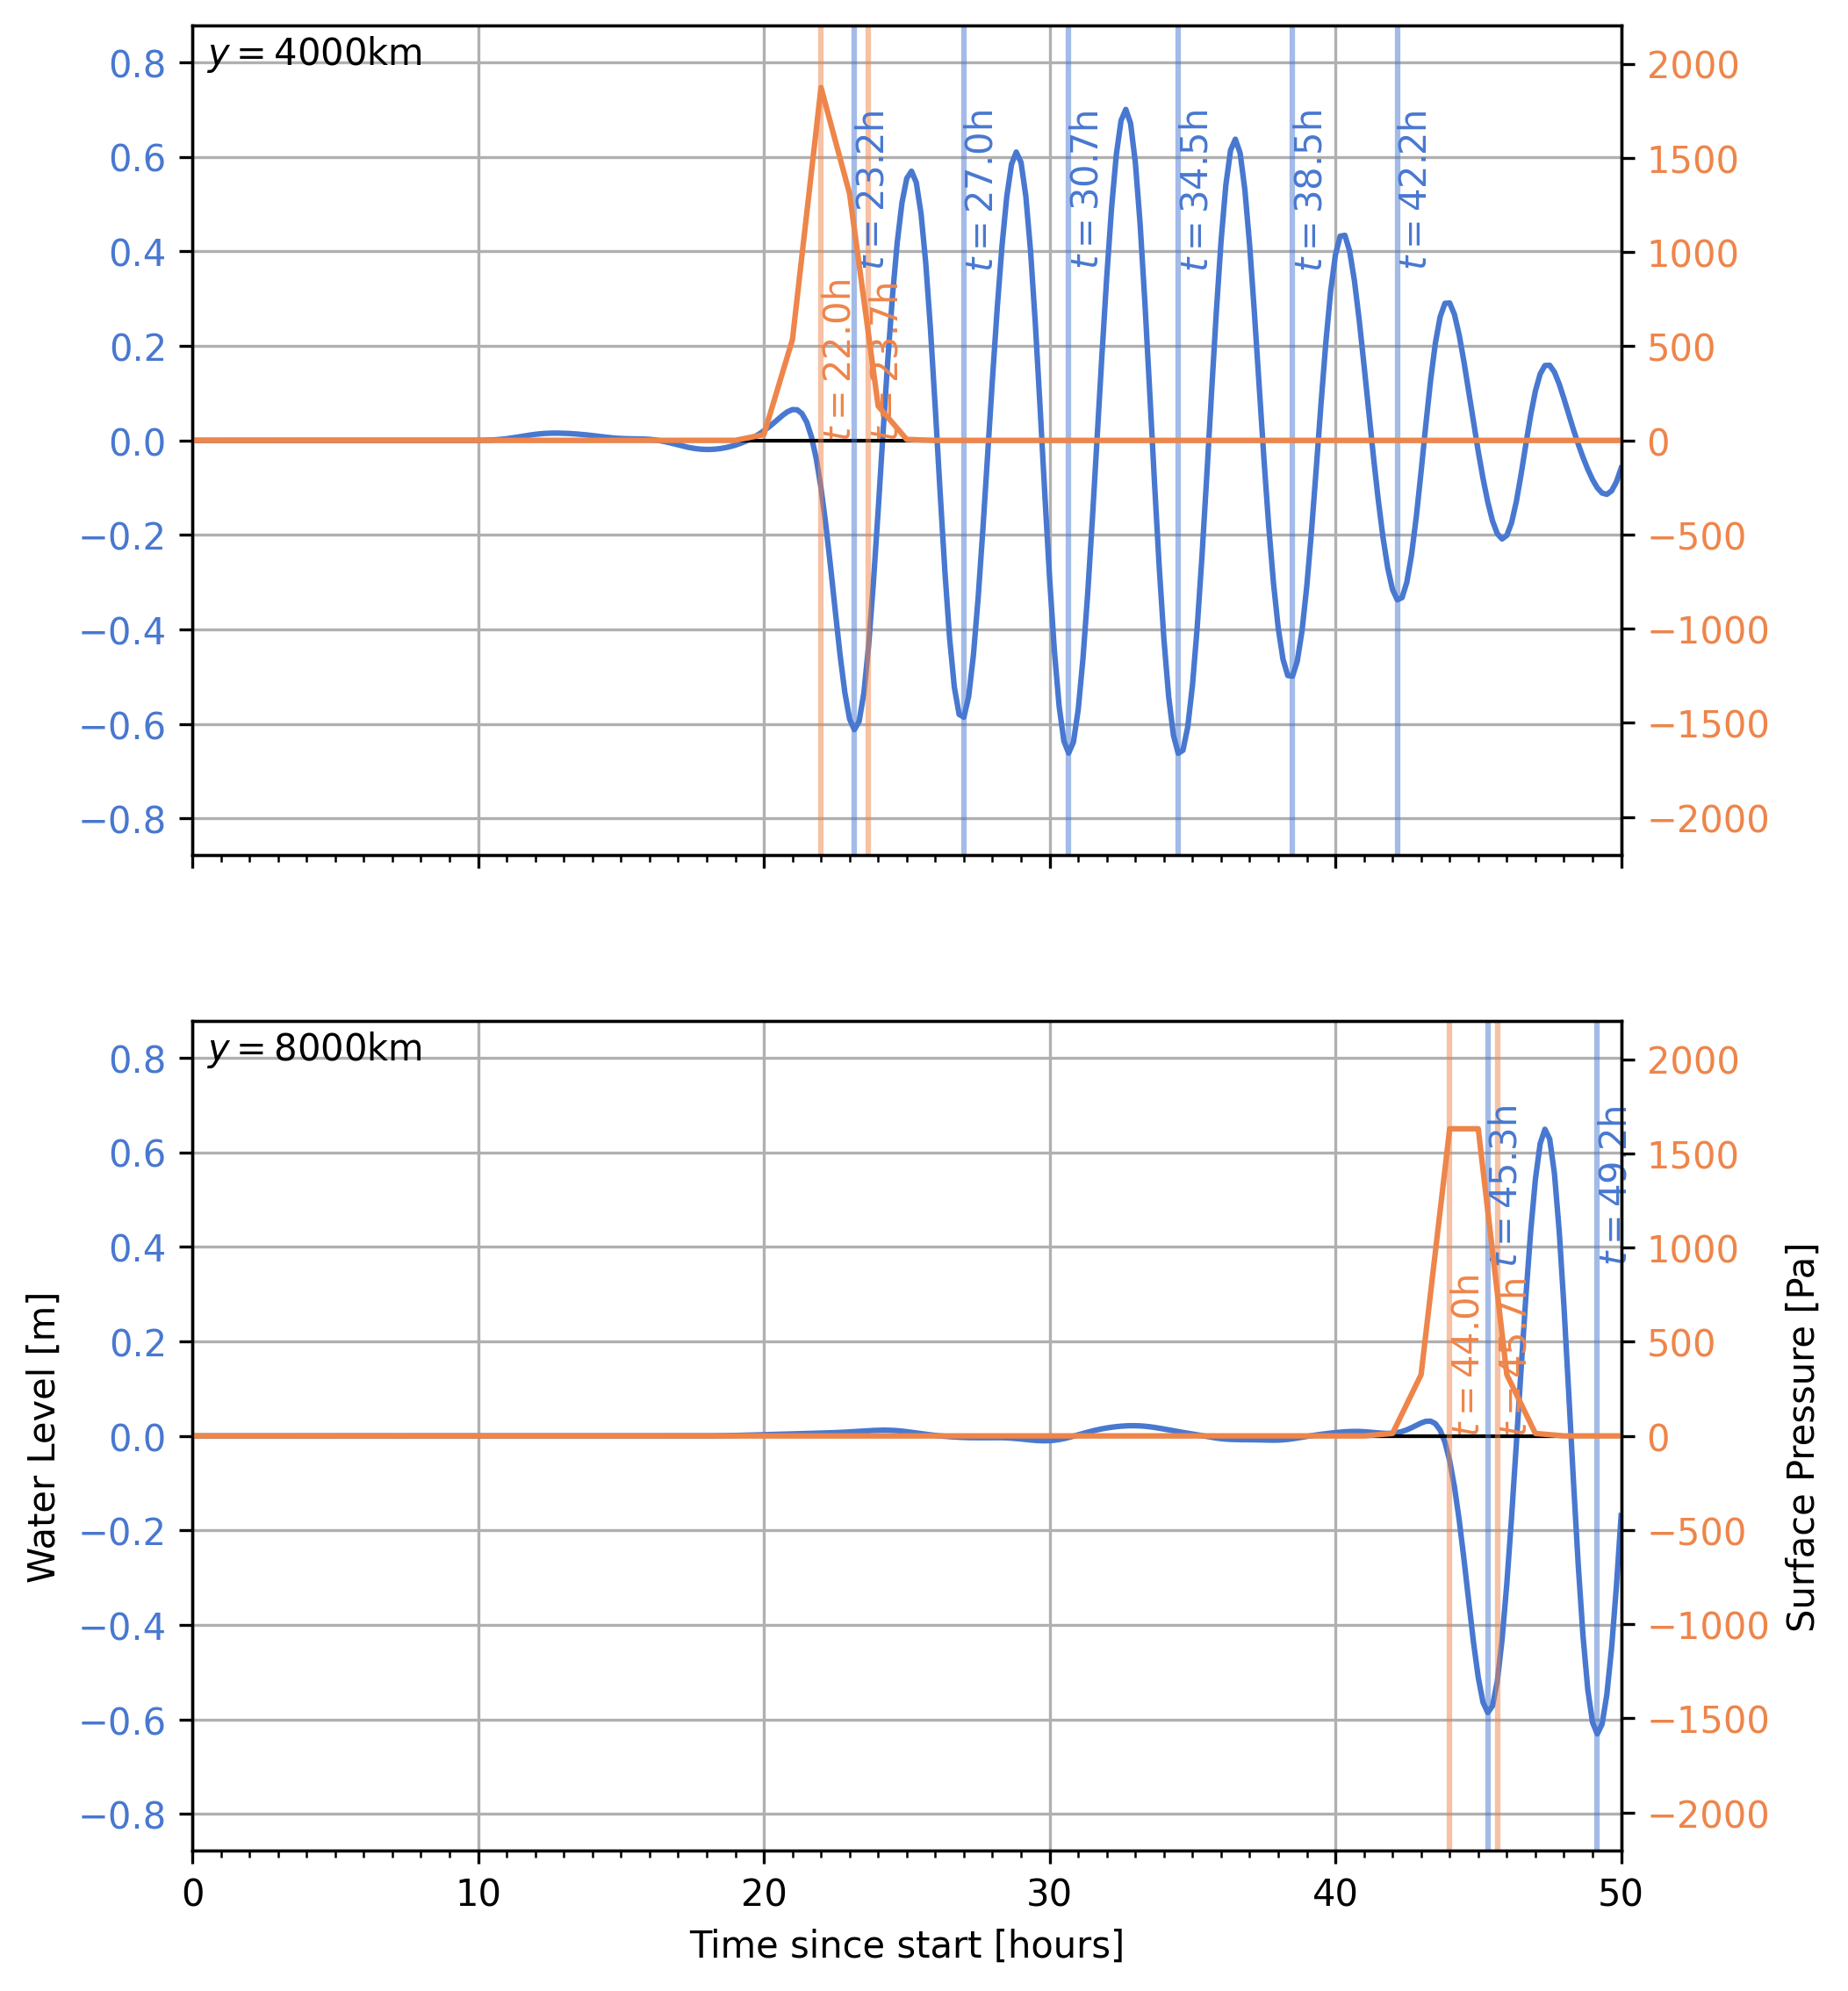 y = 4000km
0.8
0.6
0.4
0.2
0.0
−0.2
−0.4
−0.6
−0.8
2000
1500
1000
500
0
−500
−1000
−1500
−2000
t = 22.0h
t = 23.7h
t = 23.2h
t = 27.0h
t = 30.7h
t = 34.5h
t = 38.5h
t = 42.2h
y = 8000km
0.8
0.6
0.4
0.2
0.0
−0.2
−0.4
−0.6
−0.8
2000
1500
1000
500
0
−500
−1000
−1500
−2000
t = 44.0h
t = 45.7h
t = 45.3h
t = 49.2h
0 10 20 30 40 50
Time since start [hours]
Water Level [m]
Surface Pressure [Pa]